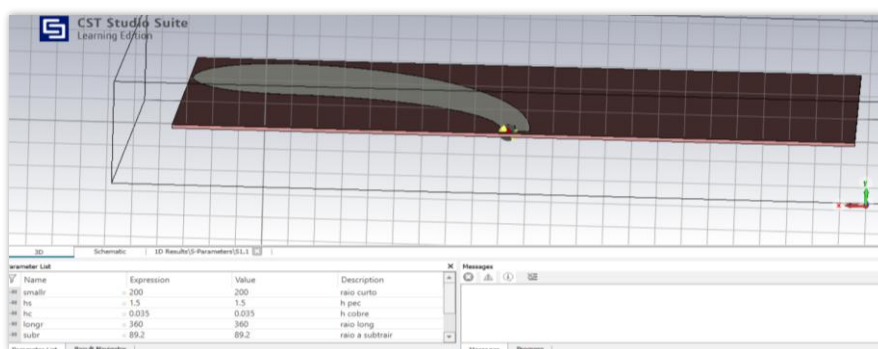 CST Studio Suite
Learning Edition
y
x
3D Schematic 1D Results\S-Parameters\S1,1
Parameter List
Messages
Name Expression Value Description
smallr = 200 200 raio curto
hs = 1.5 1.5 h pec
hc = 0.035 0.035 h cobre
longr = 360 360 raio long
subr = 89.2 89.2 raio a subtrair
Parameter List Result Navigator Messages Progress